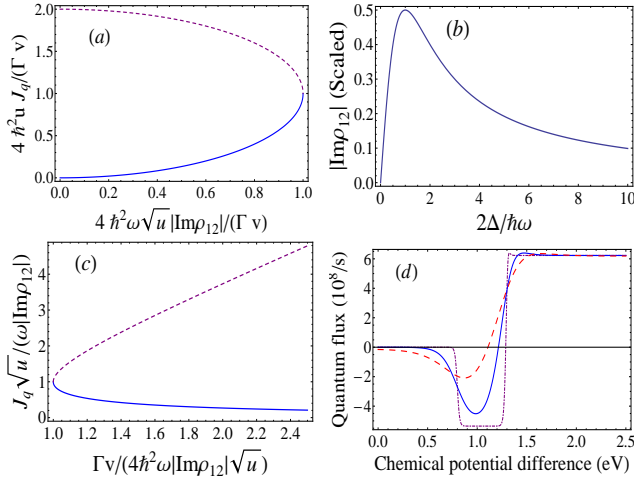 (a)
4 ħ²u J_q/(Γ v)
2.0
1.5
1.0
0.5
0.0
0.0 0.2 0.4 0.6 0.8 1.0
4 ħ²ω√u |Imρ₁₂|/(Γ v)
(b)
|Imρ₁₂| (Scaled)
0.5
0.4
0.3
0.2
0.1
0 2 4 6 8 10
2Δ/ħω
(c)
J_q √u /(ω|Imρ₁₂|)
4
3
2
1
0
1.0 1.2 1.4 1.6 1.8 2.0 2.2 2.4
Γv/(4ħ²ω|Imρ₁₂|√u)
(d)
Quantum flux (10⁸/s)
6
4
2
0
-2
-4
0.0 0.5 1.0 1.5 2.0 2.5
Chemical potential difference (eV)